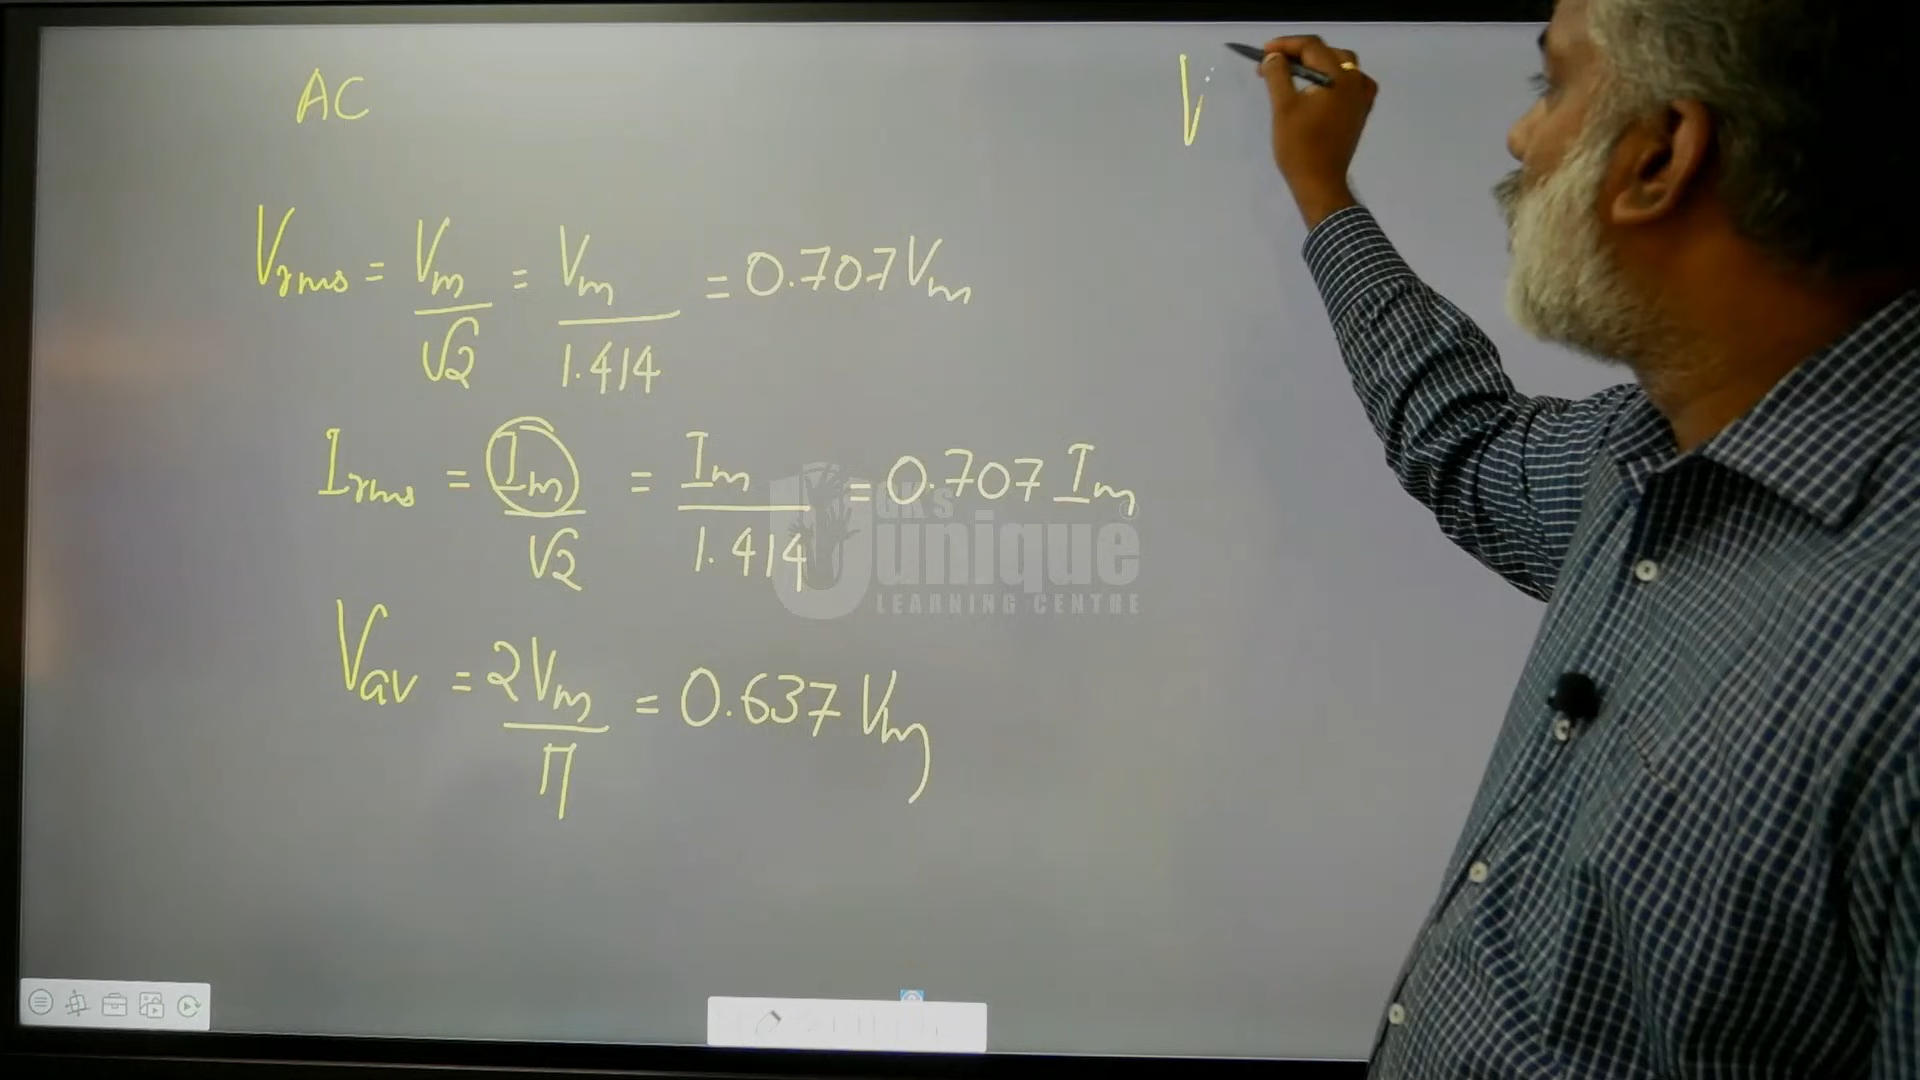 AC
V
Vrms = Vm/√2 = Vm/1.414 = 0.707 Vm
Irms = Im/√2 = Im/1.414 = 0.707 Im
GK's
unique
LEARNING CENTRE
Vav = 2Vm/π = 0.637 Vm